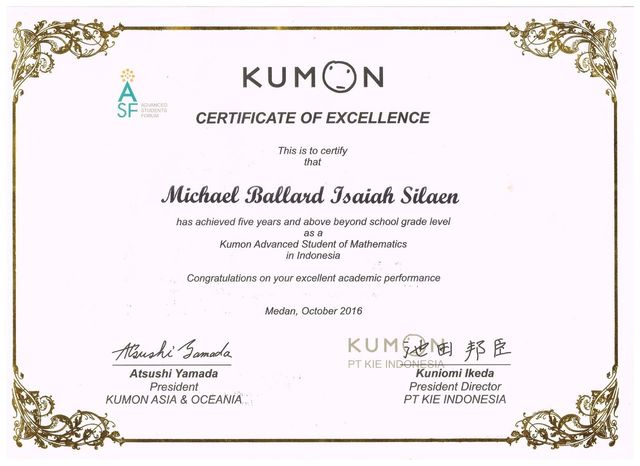 KUMON
ASF
ADVANCED
STUDENTS
FORUM
CERTIFICATE OF EXCELLENCE
This is to certify
that
Michael Ballard Isaiah Silaen
has achieved five years and above beyond school grade level
as a
Kumon Advanced Student of Mathematics
in Indonesia
Congratulations on your excellent academic performance
Medan, October 2016
Atsushi Yamada
Atsushi Yamada
President
KUMON ASIA & OCEANIA
KUMON
PT KIE INDONESIA
池田 邦臣
Kuniomi Ikeda
President Director
PT KIE INDONESIA